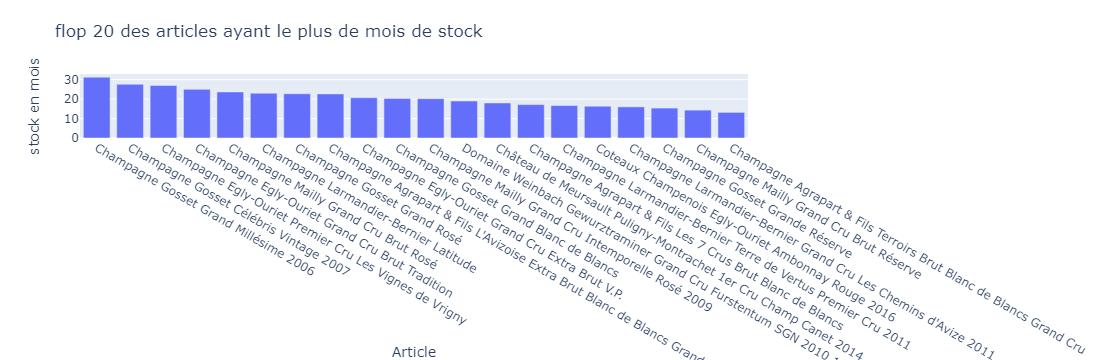 flop 20 des articles ayant le plus de mois de stock
stock en mois
30
20
10
0
Champagne Gosset Grand Millésime 2006
Champagne Gosset Célébris Vintage 2007
Champagne Egly-Ouriet Premier Cru Les Vignes de Vrigny
Champagne Egly-Ouriet Grand Cru Brut Tradition
Champagne Mailly Grand Cru Brut Rosé
Champagne Larmandier-Bernier Latitude
Champagne Gosset Grand Rosé
Champagne Agrapart & Fils L'Avizoise Extra Brut Blanc de Blancs Grand
Champagne Egly-Ouriet Grand Cru Extra Brut V.P.
Champagne Gosset Grand Blanc de Blancs
Champagne Mailly Grand Cru Intemporelle Rosé 2009
Domaine Weinbach Gewurztraminer Grand Cru Furstentum SGN 2010
Château de Meursault Puligny-Montrachet 1er Cru Champ Canet 2014
Champagne Agrapart & Fils Les 7 Crus Brut Blanc de Blancs
Champagne Larmandier-Bernier Terre de Vertus Premier Cru 2011
Coteaux Champenois Egly-Ouriet Ambonnay Rouge 2016
Champagne Larmandier-Bernier Grand Cru Les Chemins d'Avize 2011
Champagne Gosset Grande Réserve
Champagne Mailly Grand Cru Brut Réserve
Champagne Agrapart & Fils Terroirs Brut Blanc de Blancs Grand Cru
Article